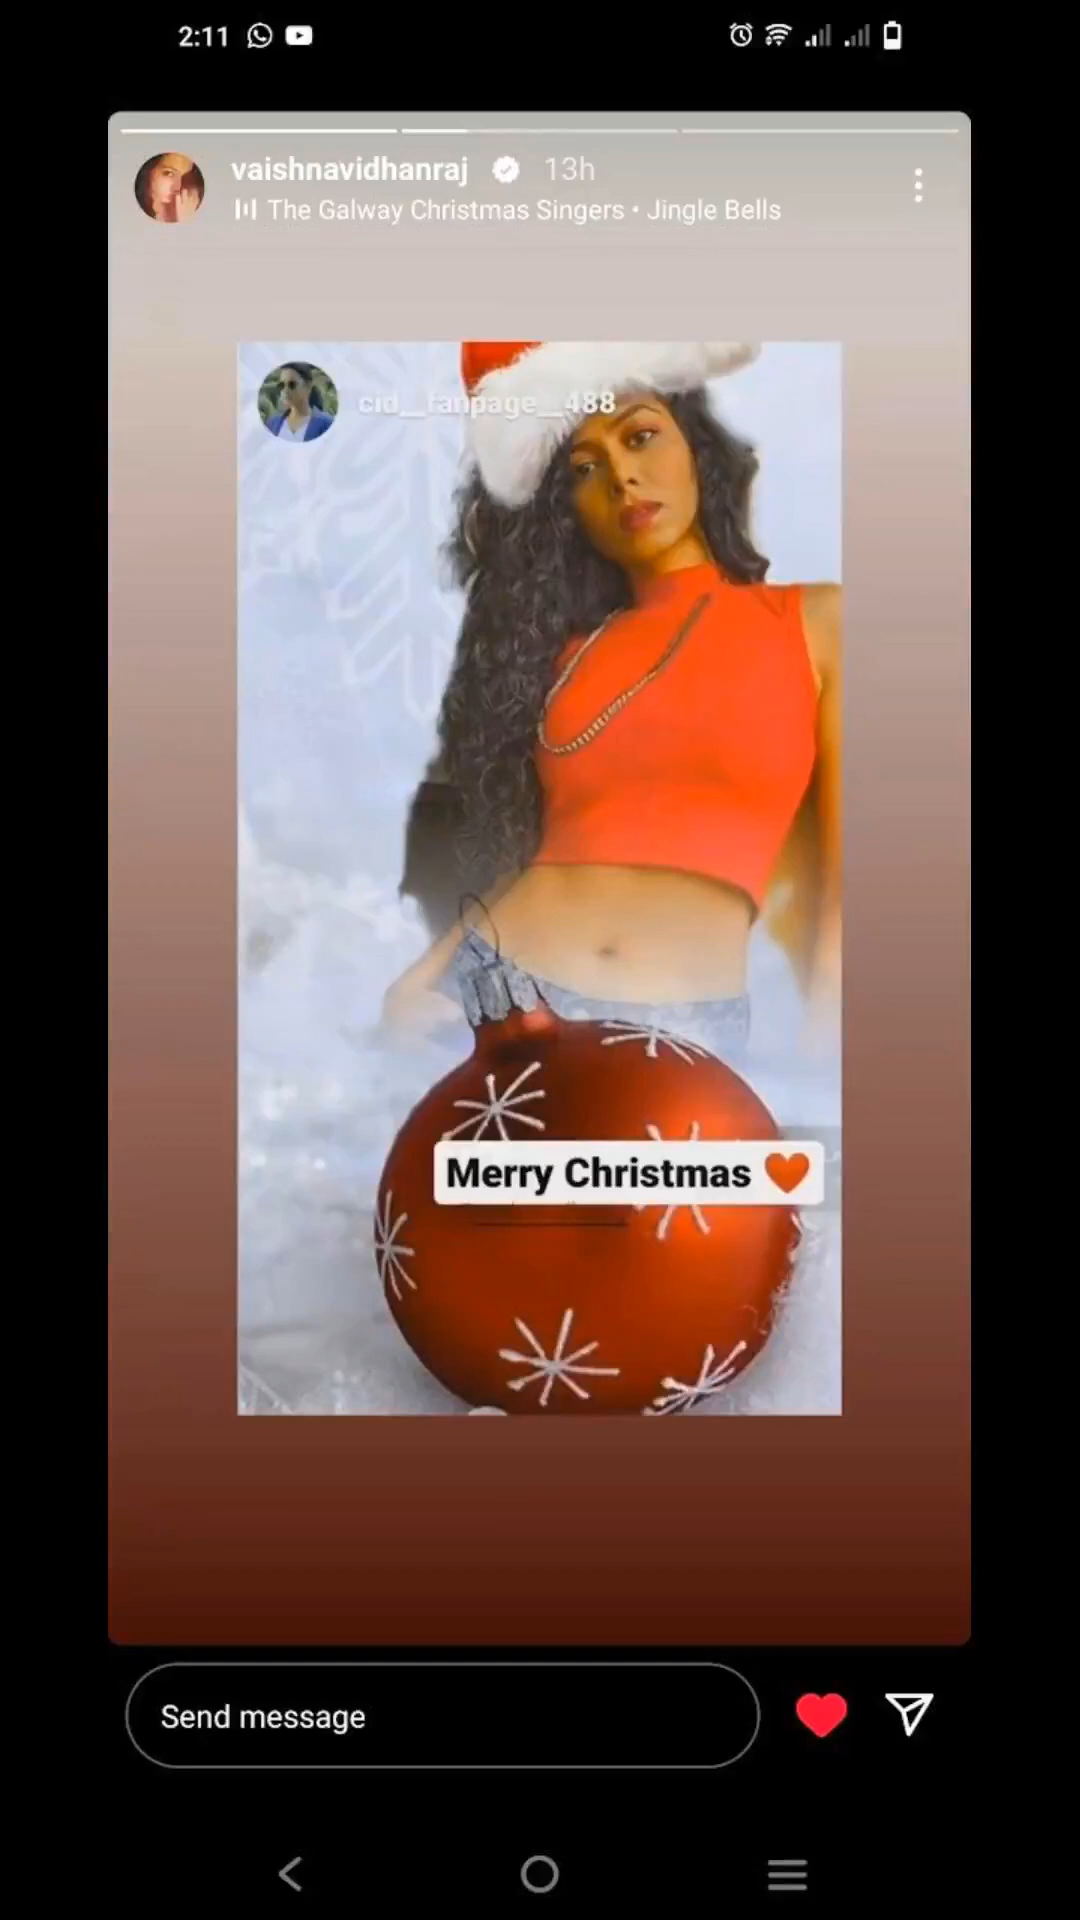 2:11
vaishnavidhanraj 13h
The Galway Christmas Singers • Jingle Bells
cid__fanpage__488
Merry Christmas ❤️
Send message